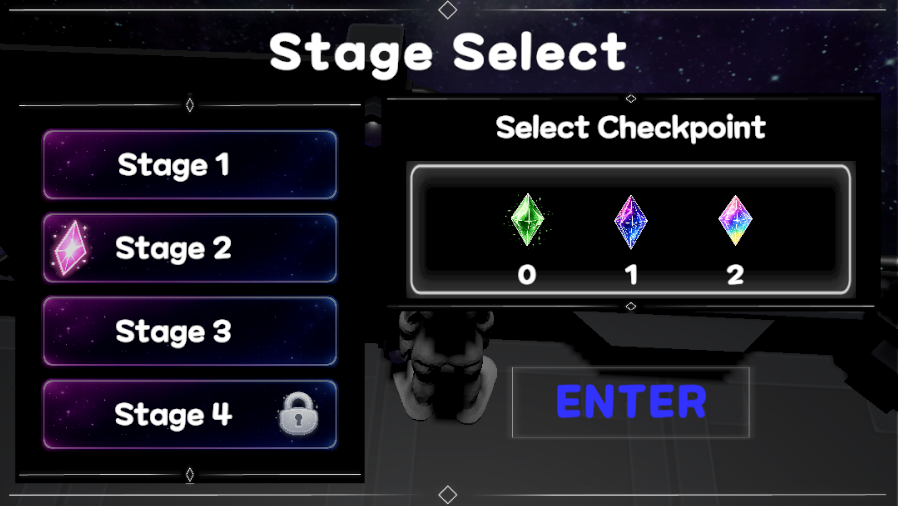 Stage Select
Stage 1
Stage 2
Stage 3
Stage 4
Select Checkpoint
0 1 2
ENTER